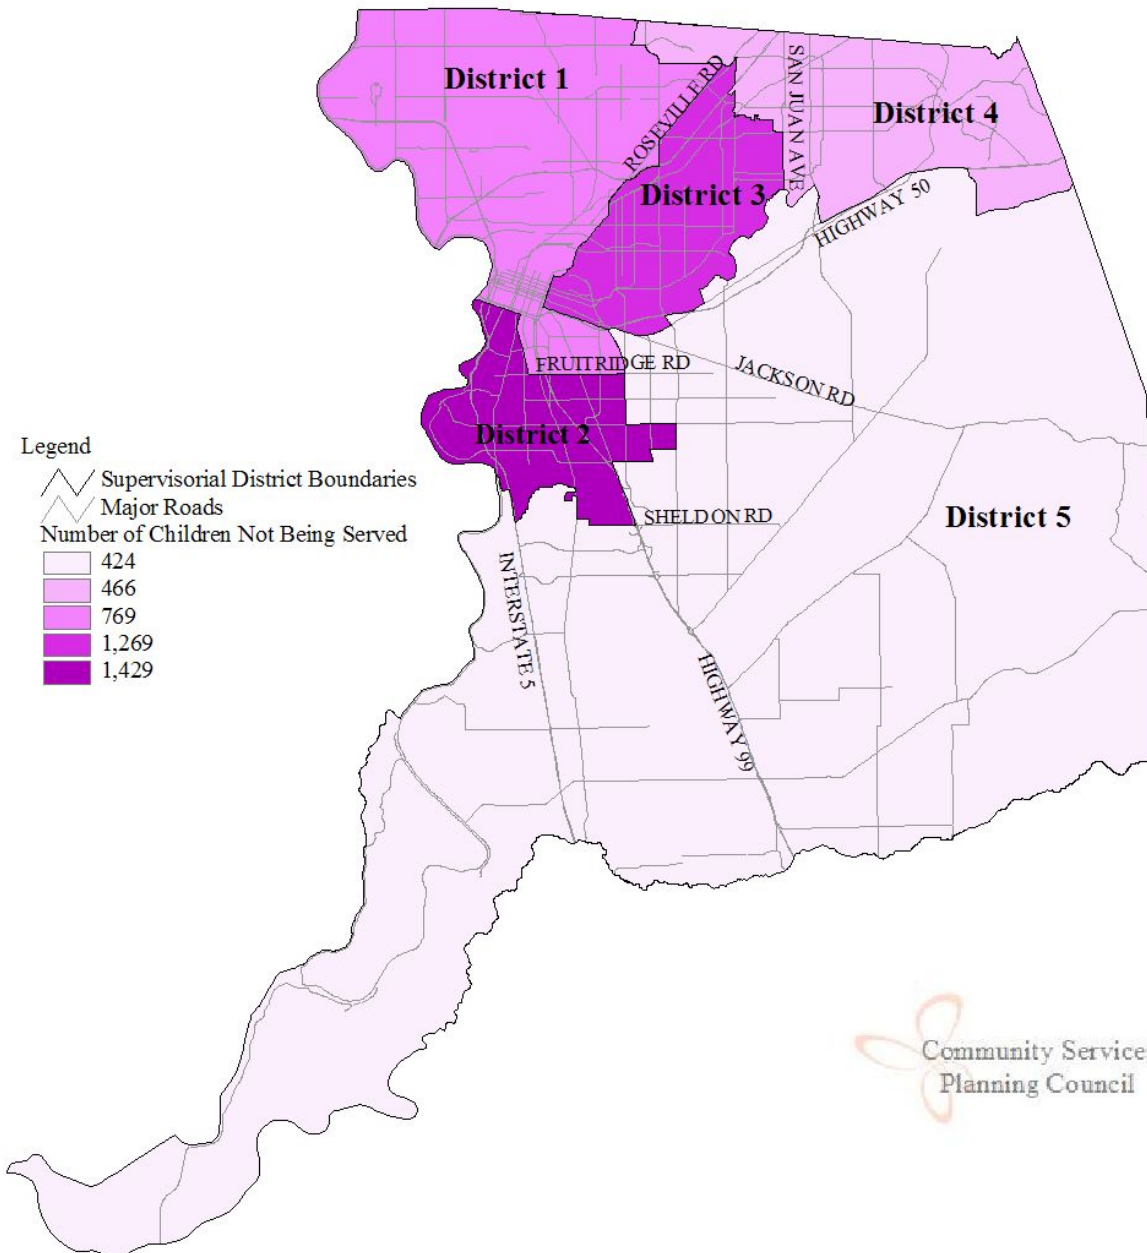 District 1
ROSEVILLE RD
SAN JUAN AVE
District 4
District 3
HIGHWAY 50
FRUITRIDGE RD
JACKSON RD
District 2
Legend
Supervisorial District Boundaries
Major Roads
Number of Children Not Being Served
424
466
769
1,269
1,429
SHELDON RD
District 5
INTERSTATE 5
HIGHWAY 99
Community Service
Planning Council